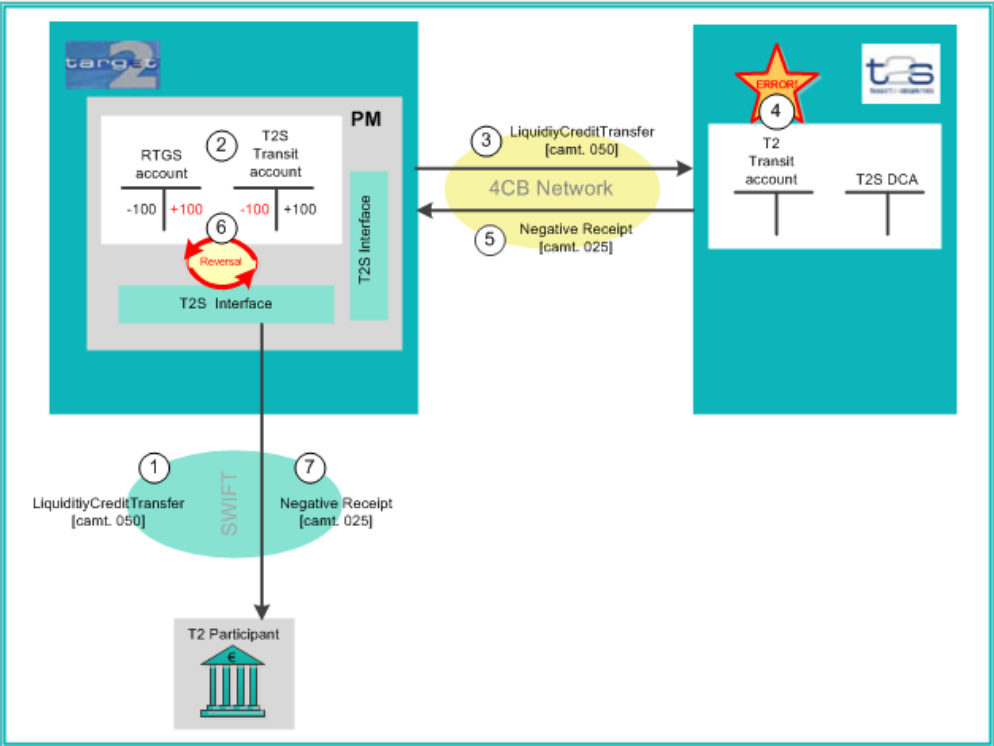 target
2
t2s
PM
ERROR!
4
2
RTGS
account
T2S
Transit
account
-100 +100
-100 +100
6
Reversal
T2S Interface
T2S Interface
3
LiquidiyCreditTransfer
[camt. 050]
4CB Network
5
Negative Receipt
[camt. 025]
T2
Transit
account
T2S DCA
1
LiquiditiyCreditTransfer
[camt. 050]
SWIFT
7
Negative Receipt
[camt. 025]
T2 Participant
€